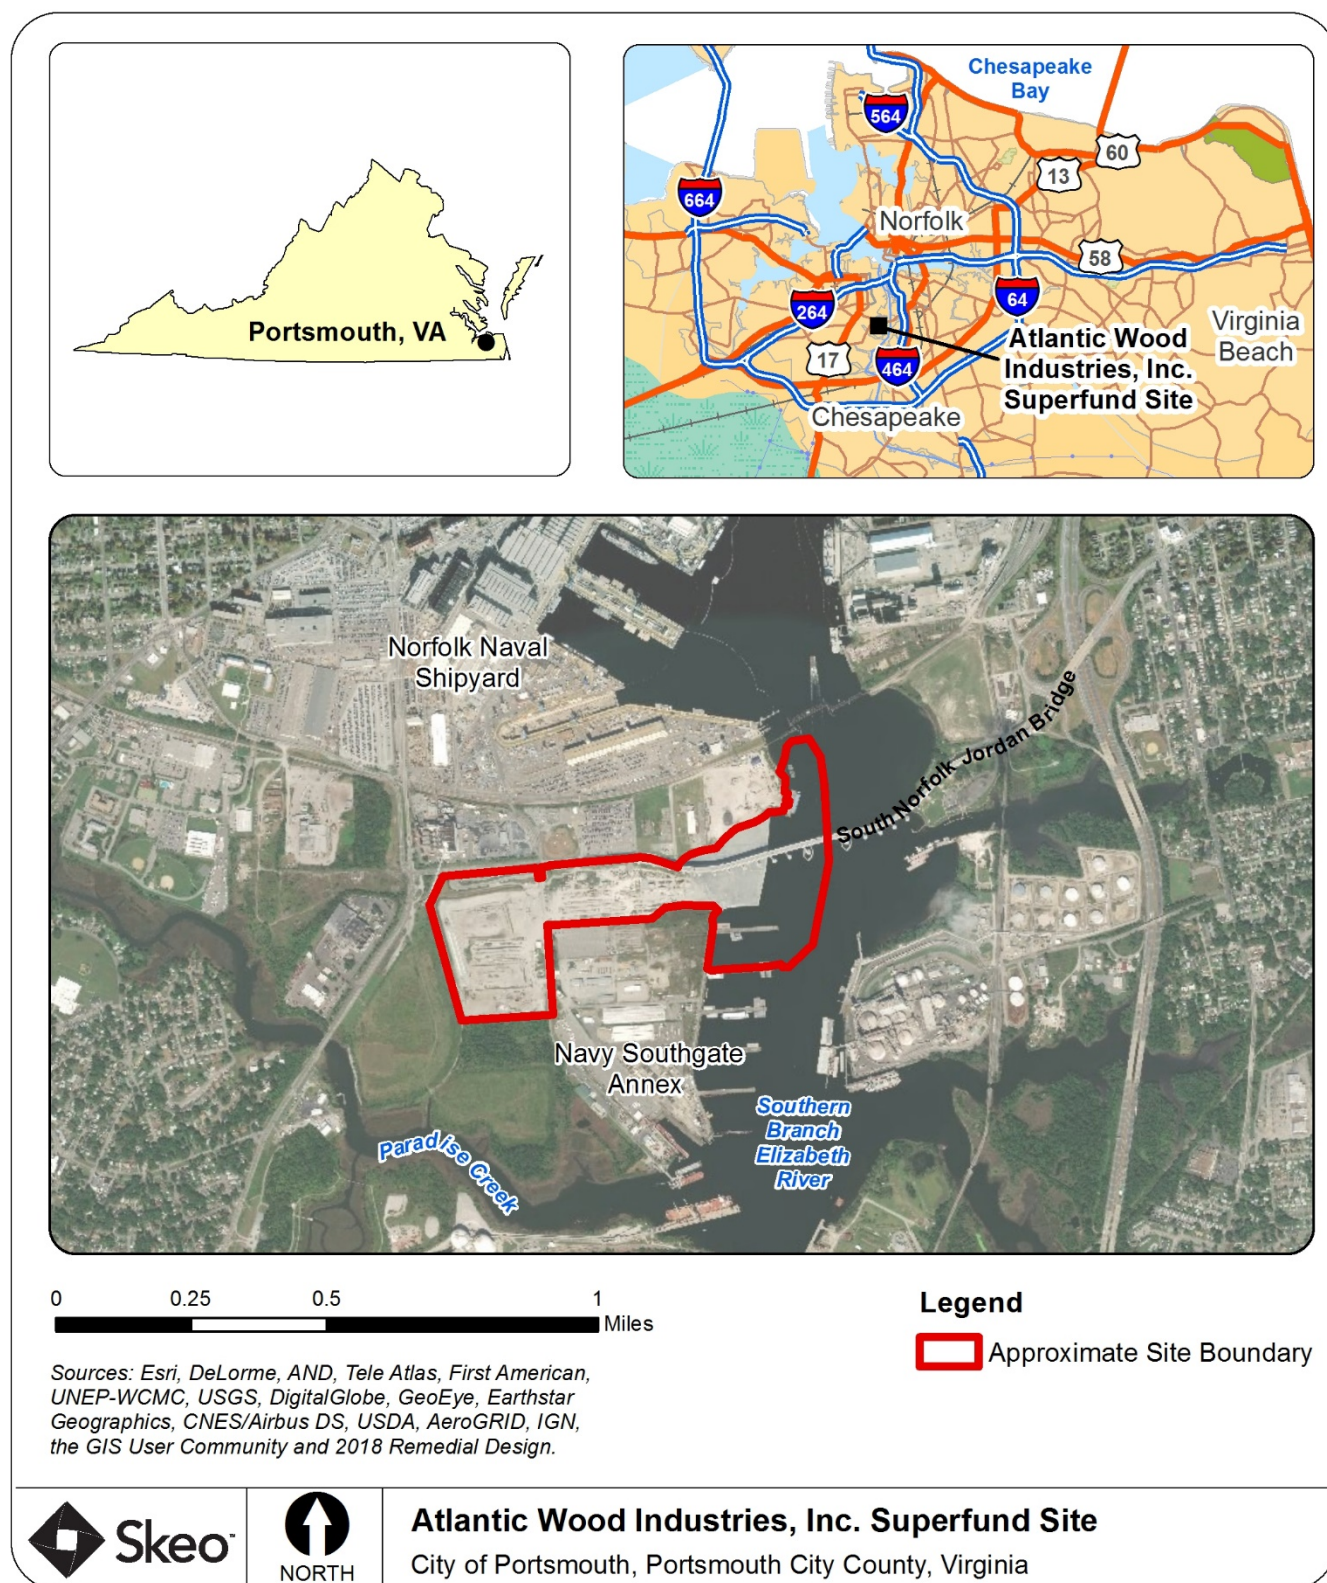 Portsmouth, VA
Chesapeake
Bay
564
60
13
664
Norfolk
58
264
64
Virginia
Beach
17
464
Atlantic Wood
Industries, Inc.
Superfund Site
Chesapeake
Norfolk Naval
Shipyard
South Norfolk Jordan Bridge
Navy Southgate
Annex
Southern
Branch
Elizabeth
River
Paradise Creek
0 0.25 0.5 1
Miles
Legend
Approximate Site Boundary
Sources: Esri, DeLorme, AND, Tele Atlas, First American,
UNEP-WCMC, USGS, DigitalGlobe, GeoEye, Earthstar
Geographics, CNES/Airbus DS, USDA, AeroGRID, IGN,
the GIS User Community and 2018 Remedial Design.
Skeo
NORTH
Atlantic Wood Industries, Inc. Superfund Site
City of Portsmouth, Portsmouth City County, Virginia